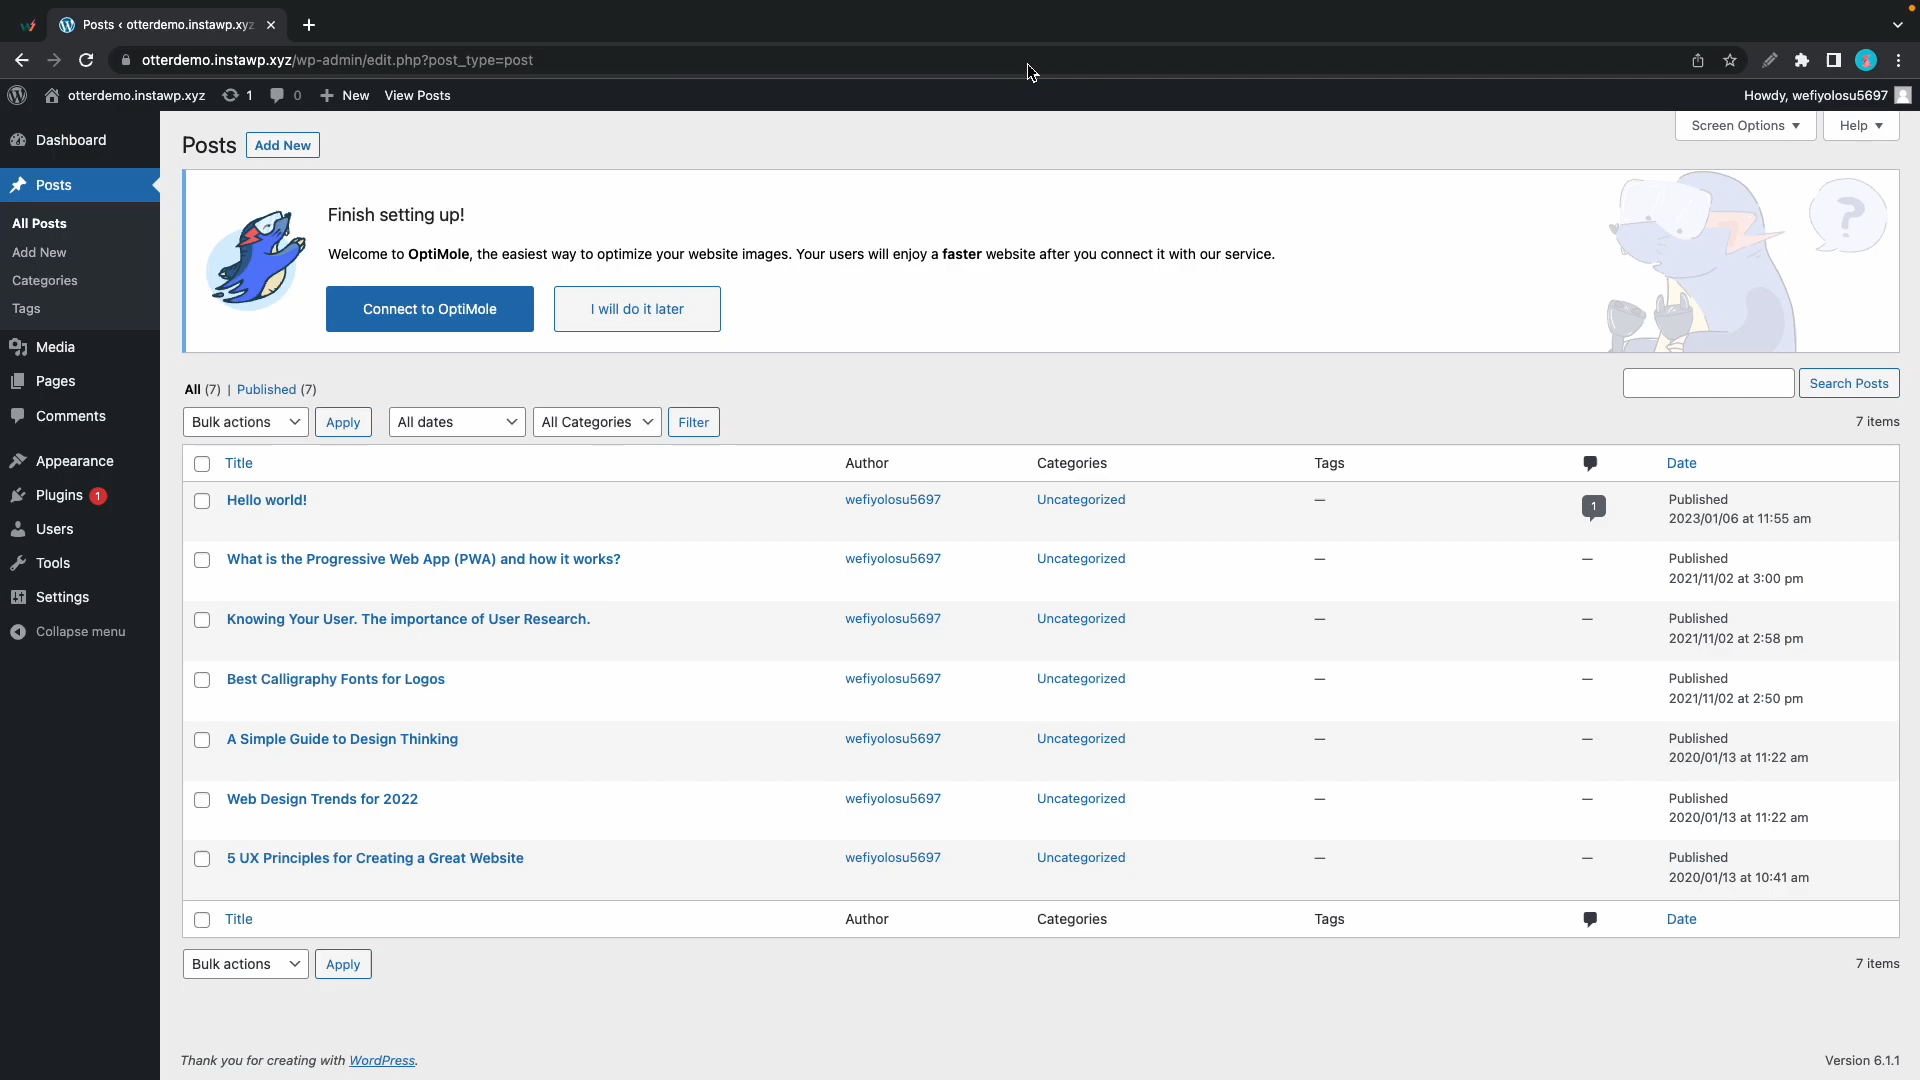 Posts ‹ otterdemo.instawp.xyz
otterdemo.instawp.xyz/wp-admin/edit.php?post_type=post
otterdemo.instawp.xyz 1 0 New View Posts
Howdy, wefiyolosu5697
Dashboard
Posts
All Posts
Add New
Categories
Tags
Media
Pages
Comments
Appearance
Plugins 1
Users
Tools
Settings
Collapse menu
Screen Options Help
Posts Add New
Finish setting up!
Welcome to OptiMole, the easiest way to optimize your website images. Your users will enjoy a faster website after you connect it with our service.
Connect to OptiMole I will do it later
?
All (7) | Published (7)
Search Posts
Bulk actions Apply All dates All Categories Filter
7 items
Title Author Categories Tags Date
Hello world! wefiyolosu5697 Uncategorized — 1 Published
2023/01/06 at 11:55 am
What is the Progressive Web App (PWA) and how it works? wefiyolosu5697 Uncategorized — — Published
2021/11/02 at 3:00 pm
Knowing Your User. The importance of User Research. wefiyolosu5697 Uncategorized — — Published
2021/11/02 at 2:58 pm
Best Calligraphy Fonts for Logos wefiyolosu5697 Uncategorized — — Published
2021/11/02 at 2:50 pm
A Simple Guide to Design Thinking wefiyolosu5697 Uncategorized — — Published
2020/01/13 at 11:22 am
Web Design Trends for 2022 wefiyolosu5697 Uncategorized — — Published
2020/01/13 at 11:22 am
5 UX Principles for Creating a Great Website wefiyolosu5697 Uncategorized — — Published
2020/01/13 at 10:41 am
Title Author Categories Tags Date
Bulk actions Apply
7 items
Thank you for creating with WordPress.
Version 6.1.1